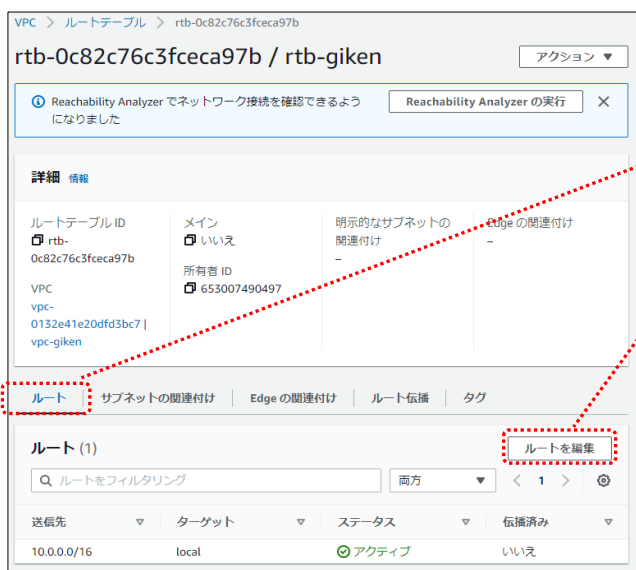 VPC > ルートテーブル > rtb-0c82c76c3fceca97b
rtb-0c82c76c3fceca97b / rtb-giken
アクション ▼
Reachability Analyzer でネットワーク接続を確認できるよう
になりました
Reachability Analyzer の実行
詳細 情報
ルートテーブル ID
rtb-
0c82c76c3fceca97b
VPC
vpc-
0132e41e20dfd3bc7 |
vpc-giken
メイン
いいえ
所有者 ID
653007490497
明示的なサブネットの
関連付け
–
Edge の関連付け
–
ルート サブネットの関連付け Edge の関連付け ルート伝播 タグ
ルート (1)
ルートを編集
ルートをフィルタリング
両方 ▼
< 1 >
送信先 ターゲット ステータス 伝播済み
10.0.0.0/16 local アクティブ いいえ